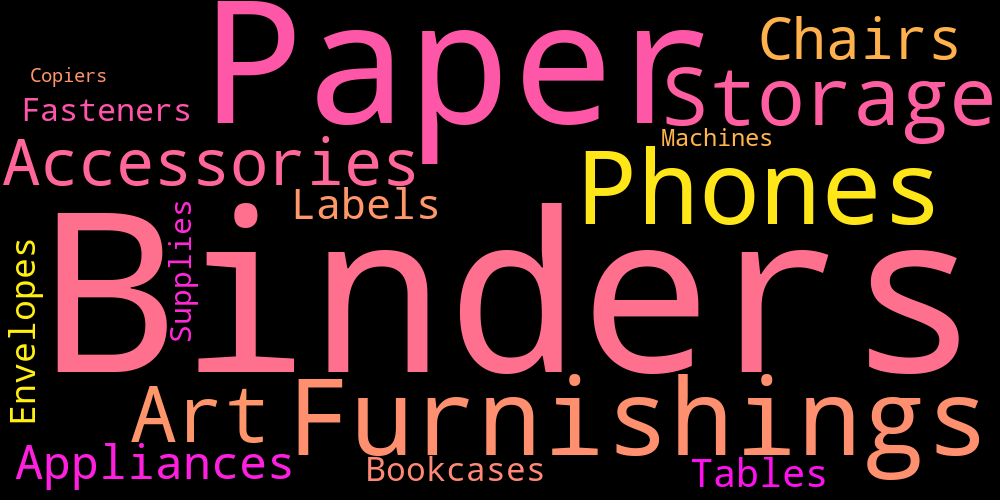 Paper
Chairs
Copiers
Storage
Fasteners
Machines
Accessories
Phones
Labels
Supplies
Binders
Envelopes
Art
Furnishings
Appliances
Bookcases
Tables